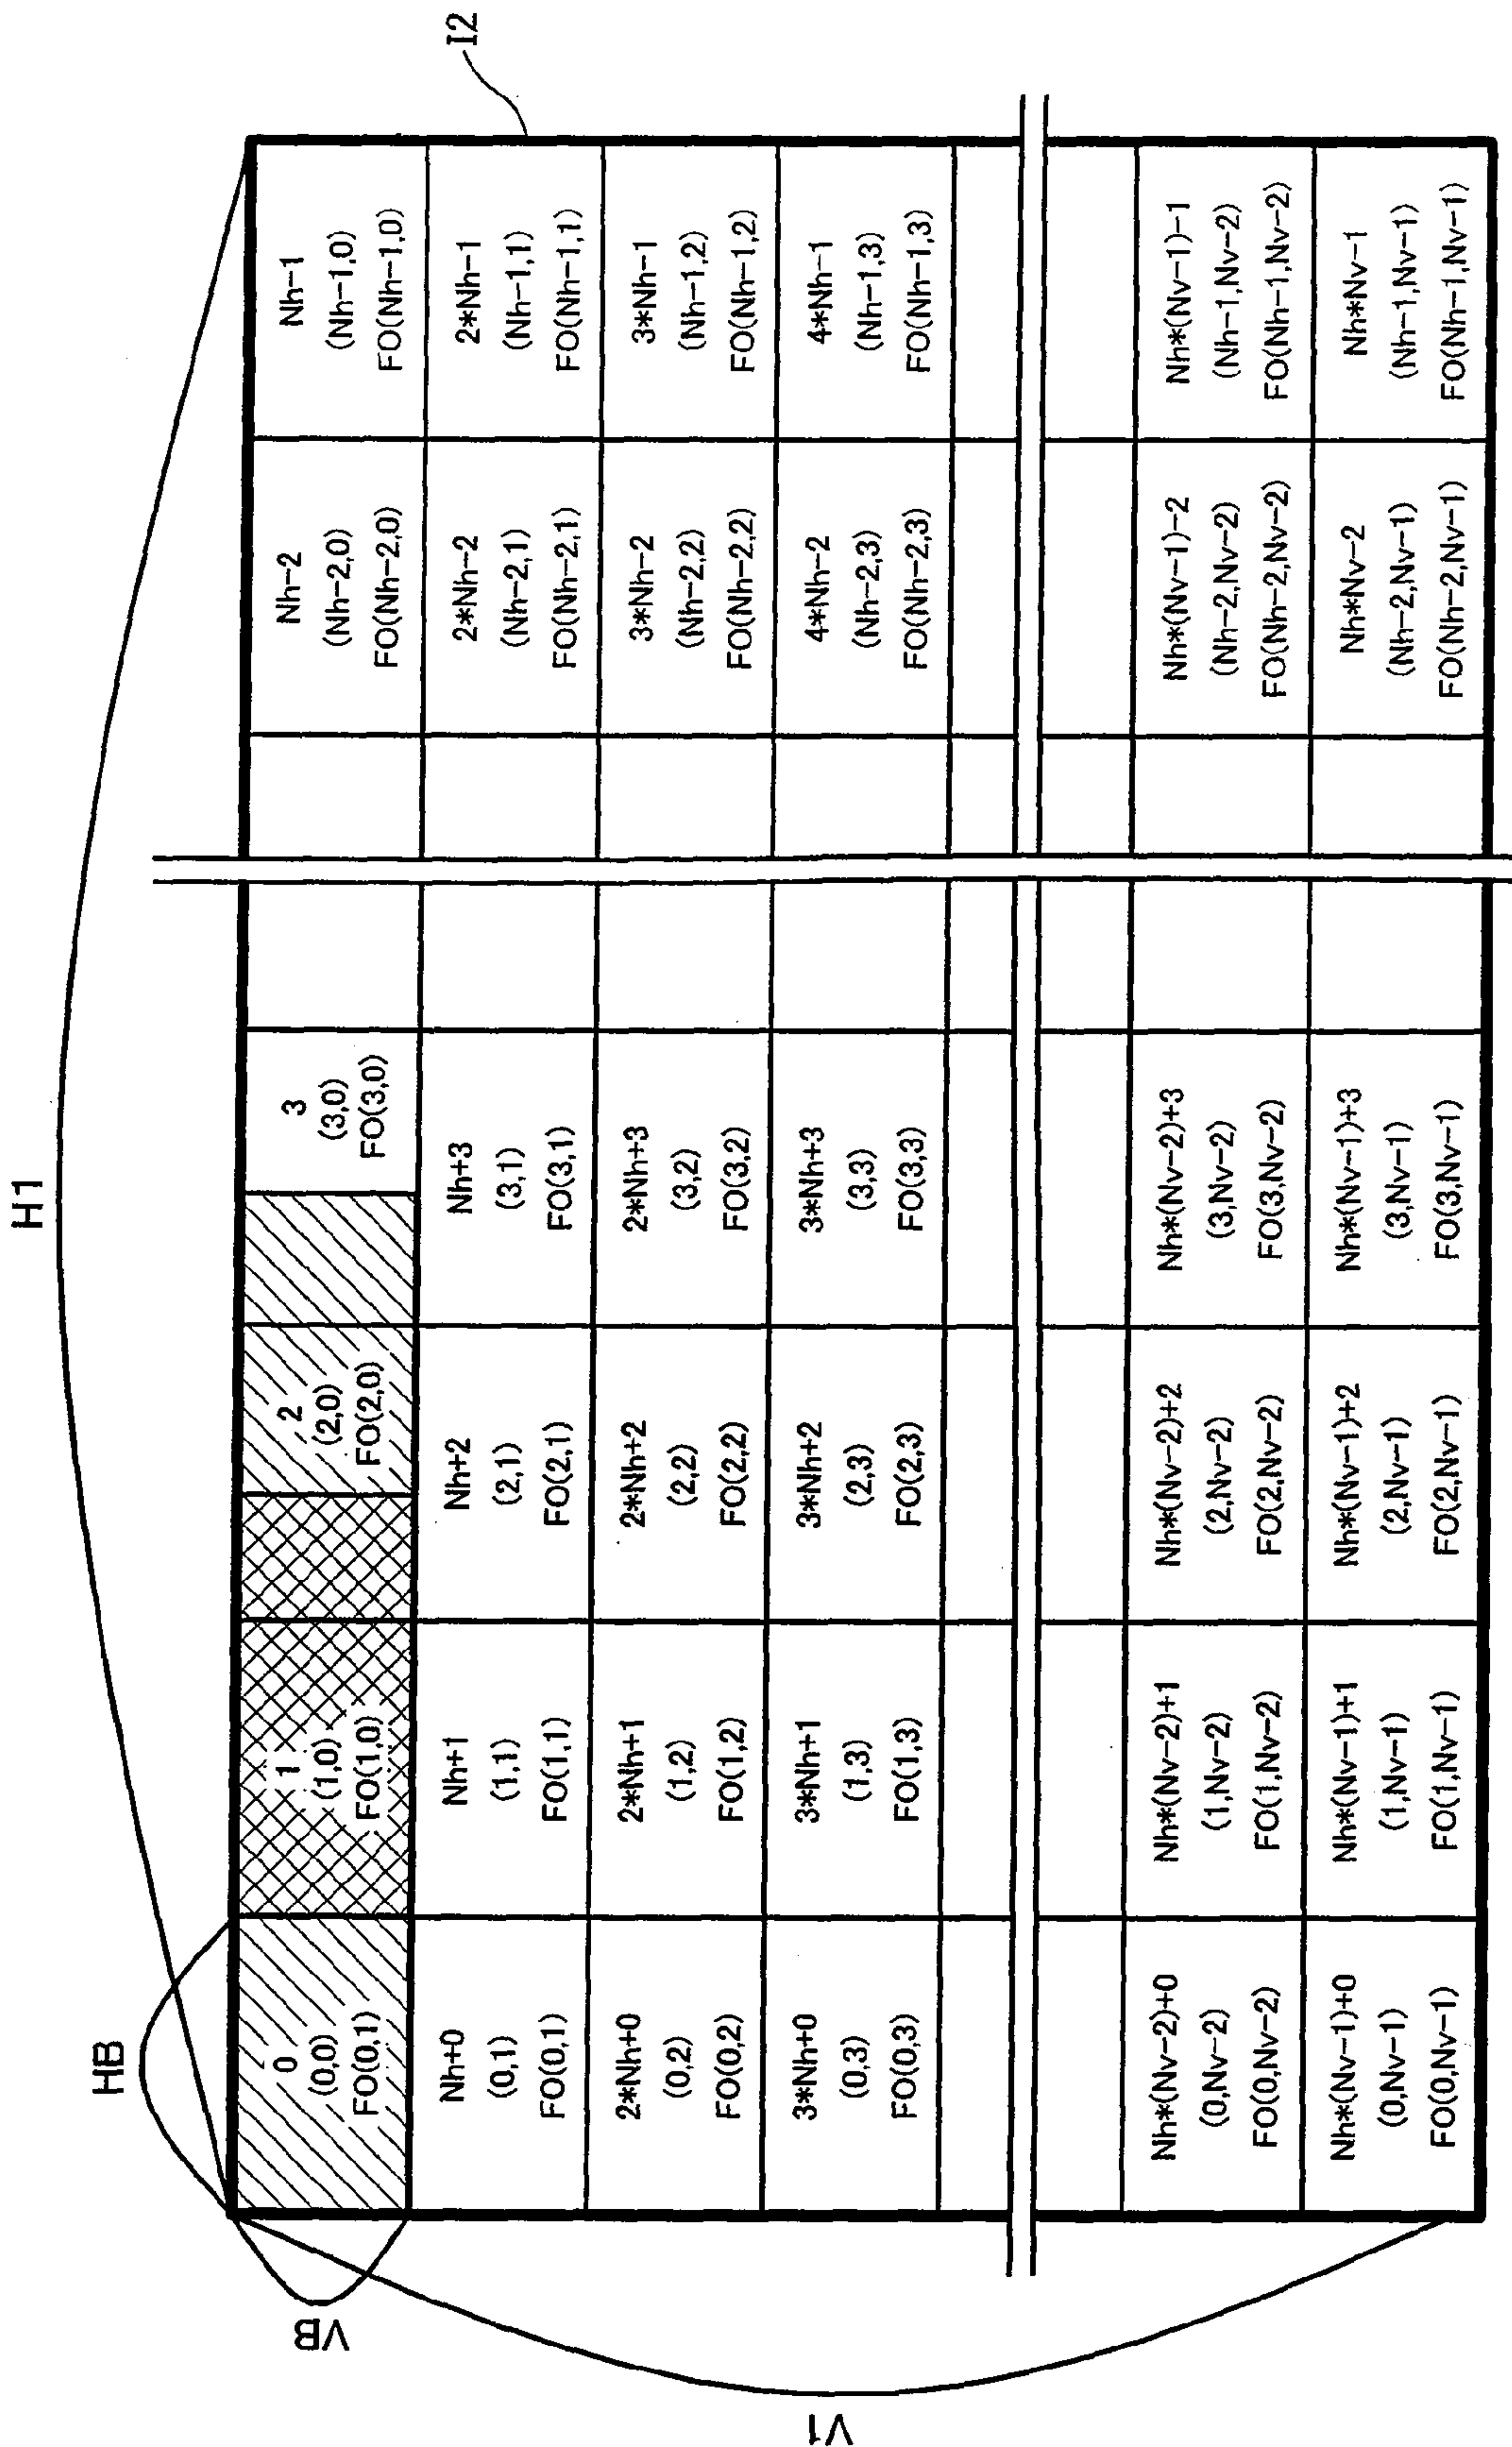 H1
HB
VB
V1
I2
0
(0,0)
FO(0,1)
1
(1,0)
FO(1,0)
2
(2,0)
FO(2,0)
3
(3,0)
FO(3,0)
Nh-2
(Nh-2,0)
FO(Nh-2,0)
Nh-1
(Nh-1,0)
FO(Nh-1,0)
Nh+0
(0,1)
FO(0,1)
Nh+1
(1,1)
FO(1,1)
Nh+2
(2,1)
FO(2,1)
Nh+3
(3,1)
FO(3,1)
2*Nh-2
(Nh-2,1)
FO(Nh-2,1)
2*Nh-1
(Nh-1,1)
FO(Nh-1,1)
2*Nh+0
(0,2)
FO(0,2)
2*Nh+1
(1,2)
FO(1,2)
2*Nh+2
(2,2)
FO(2,2)
2*Nh+3
(3,2)
FO(3,2)
3*Nh-2
(Nh-2,2)
FO(Nh-2,2)
3*Nh-1
(Nh-1,2)
FO(Nh-1,2)
3*Nh+0
(0,3)
FO(0,3)
3*Nh+1
(1,3)
FO(1,3)
3*Nh+2
(2,3)
FO(2,3)
3*Nh+3
(3,3)
FO(3,3)
4*Nh-2
(Nh-2,3)
FO(Nh-2,3)
4*Nh-1
(Nh-1,3)
FO(Nh-1,3)
Nh*(Nv-2)+0
(0,Nv-2)
FO(0,Nv-2)
Nh*(Nv-2)+1
(1,Nv-2)
FO(1,Nv-2)
Nh*(Nv-2)+2
(2,Nv-2)
FO(2,Nv-2)
Nh*(Nv-2)+3
(3,Nv-2)
FO(3,Nv-2)
Nh*(Nv-1)-2
(Nh-2,Nv-2)
FO(Nh-2,Nv-2)
Nh*(Nv-1)-1
(Nh-1,Nv-2)
FO(Nh-1,Nv-2)
Nh*(Nv-1)+0
(0,Nv-1)
FO(0,Nv-1)
Nh*(Nv-1)+1
(1,Nv-1)
FO(1,Nv-1)
Nh*(Nv-1)+2
(2,Nv-1)
FO(2,Nv-1)
Nh*(Nv-1)+3
(3,Nv-1)
FO(3,Nv-1)
Nh*Nv-2
(Nh-2,Nv-1)
FO(Nh-2,Nv-1)
Nh*Nv-1
(Nh-1,Nv-1)
FO(Nh-1,Nv-1)